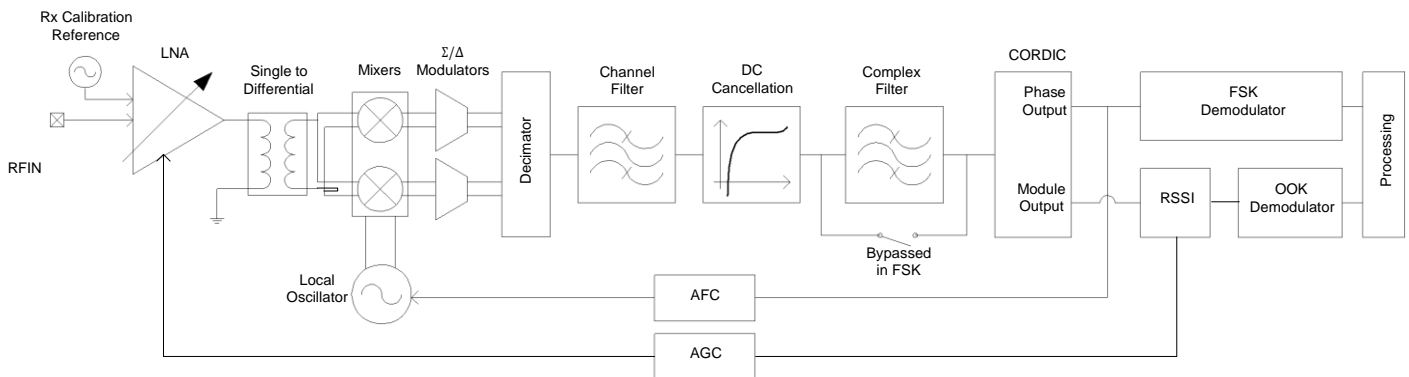 Rx Calibration
Reference
LNA
Single to
Differential
Mixers
Σ/Δ
Modulators
Decimator
Channel
Filter
DC
Cancellation
Complex
Filter
CORDIC
Phase
Output
Module
Output
FSK
Demodulator
Processing
RFIN
RSSI
OOK
Demodulator
Bypassed
in FSK
Local
Oscillator
AFC
AGC